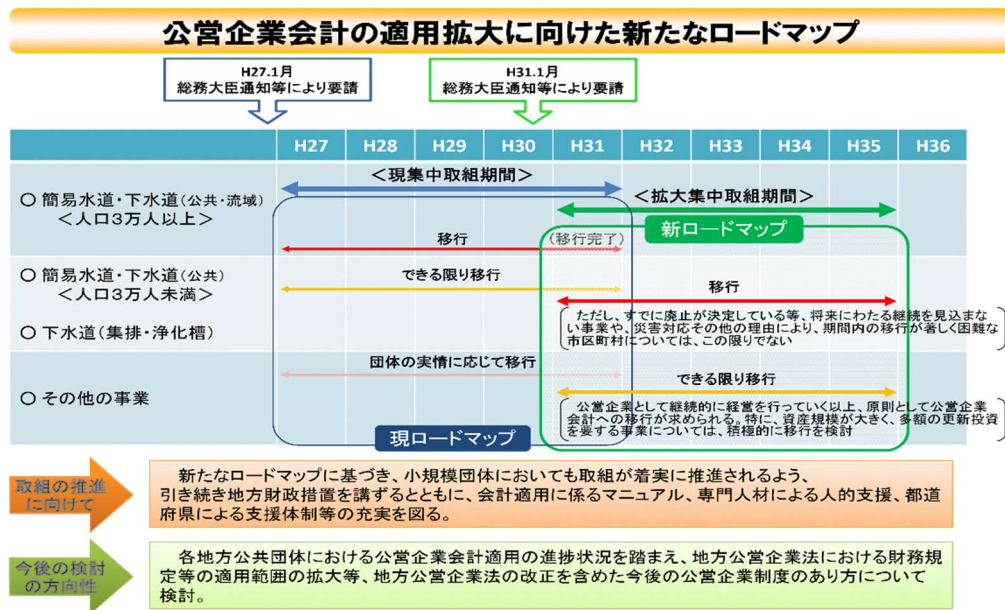 公営企業会計の適用拡大に向けた新たなロードマップ
H27.1月
総務大臣通知等により要請
H31.1月
総務大臣通知等により要請
H27 H28 H29 H30 H31 H32 H33 H34 H35 H36
<現集中取組期間>
<拡大集中取組期間>
○ 簡易水道・下水道(公共・流域)
<人口3万人以上>
新ロードマップ
移行
(移行完了)
○ 簡易水道・下水道(公共)
<人口3万人未満>
できる限り移行
移行
○ 下水道(集排・浄化槽)
ただし、すでに廃止が決定している等、将来にわたる継続を見込まな
い事業や、災害対応その他の理由により、期間内の移行が著しく困難な
市区町村については、この限りでない
団体の実情に応じて移行
できる限り移行
○ その他の事業
公営企業として継続的に経営を行っていく以上、原則として公営企業
会計への移行が求められる。特に、資産規模が大きく、多額の更新投資
を要する事業については、積極的に移行を検討
現ロードマップ
取組の推進
に向けて
新たなロードマップに基づき、小規模団体においても取組が着実に推進されるよう、
引き続き地方財政措置を講ずるとともに、会計適用に係るマニュアル、専門人材による人的支援、都道
府県による支援体制等の充実を図る。
今後の検討
の方向性
各地方公共団体における公営企業会計適用の進捗状況を踏まえ、地方公営企業法における財務規
定等の適用範囲の拡大等、地方公営企業法の改正を含めた今後の公営企業制度のあり方について
検討。